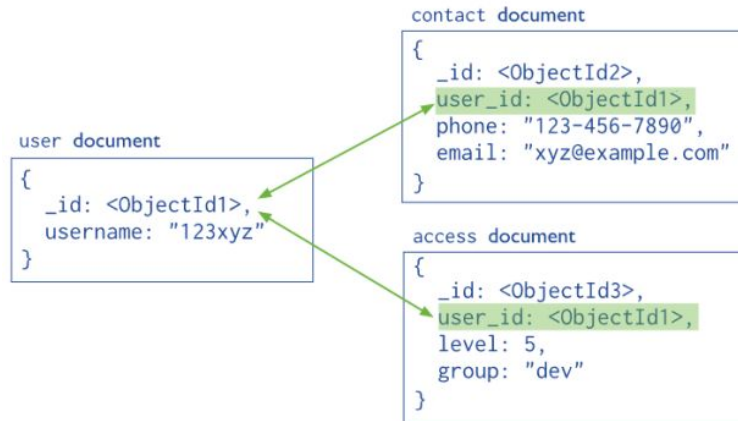 user document
{
_id: <ObjectId1>,
username: "123xyz"
}
contact document
{
_id: <ObjectId2>,
user_id: <ObjectId1>,
phone: "123-456-7890",
email: "xyz@example.com"
}
access document
{
_id: <ObjectId3>,
user_id: <ObjectId1>,
level: 5,
group: "dev"
}